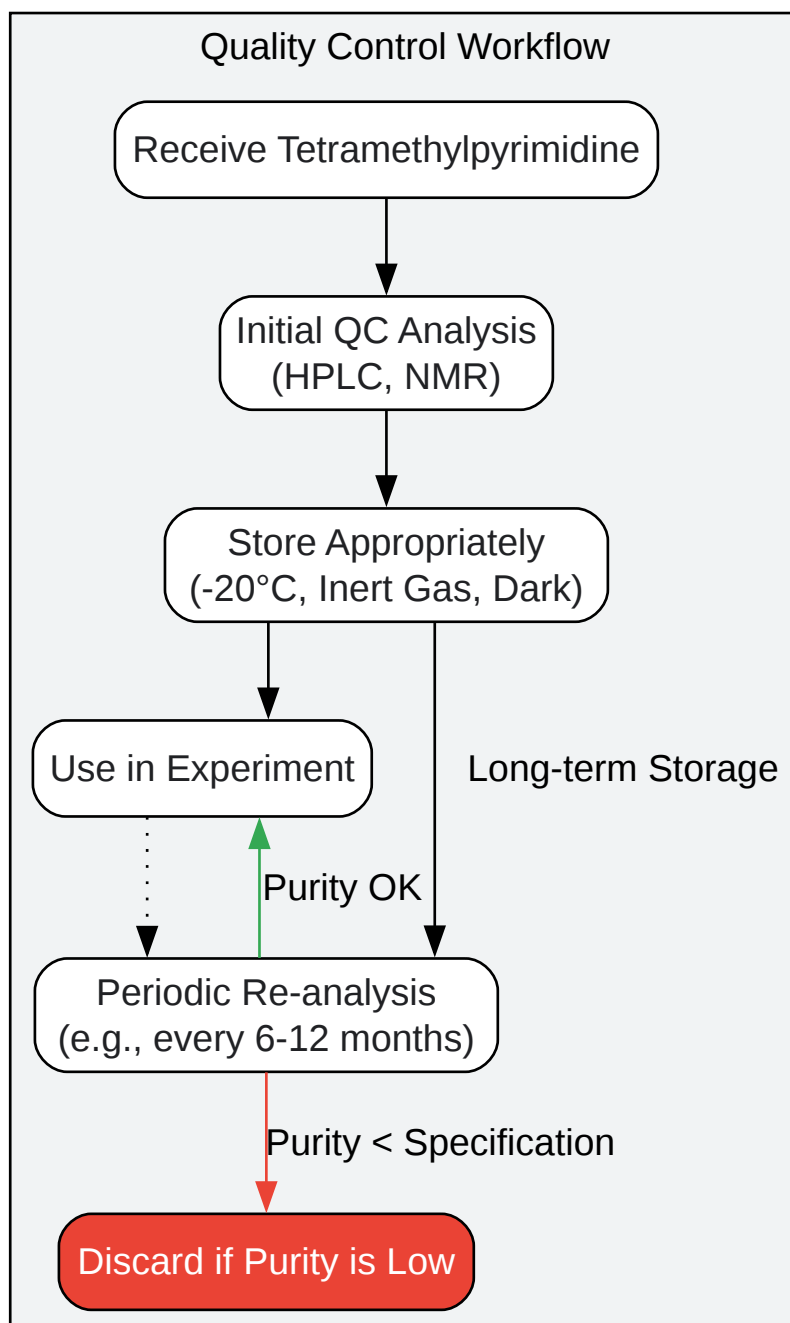 Quality Control Workflow
Receive Tetramethylpyrimidine
Initial QC Analysis
(HPLC, NMR)
Store Appropriately
(-20°C, Inert Gas, Dark)
Use in Experiment
Long-term Storage
Purity OK
Periodic Re-analysis
(e.g., every 6-12 months)
Purity < Specification
Discard if Purity is Low